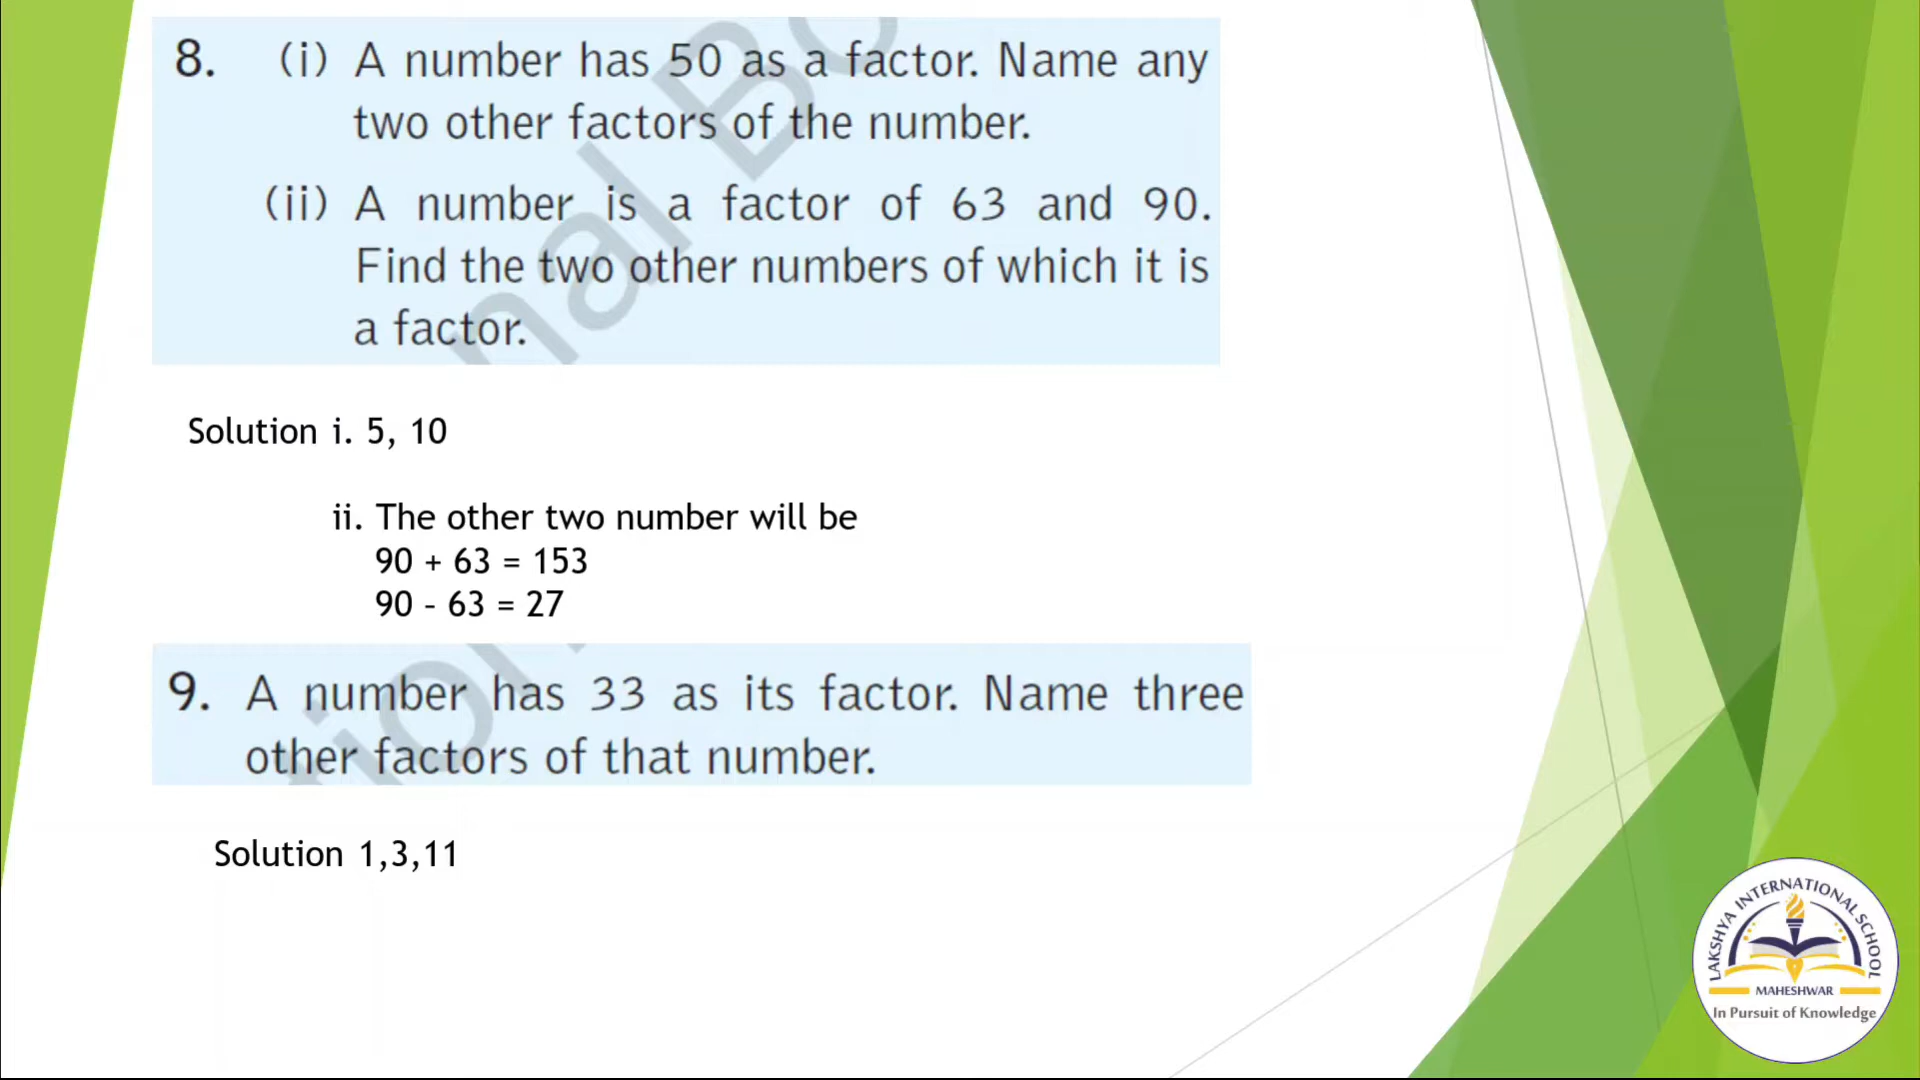 8. (i) A number has 50 as a factor. Name any
two other factors of the number.
(ii) A number is a factor of 63 and 90.
Find the two other numbers of which it is
a factor.
Solution i. 5, 10
ii. The other two number will be
90 + 63 = 153
90 - 63 = 27
9. A number has 33 as its factor. Name three
other factors of that number.
Solution 1,3,11
LAKSHYA INTERNATIONAL SCHOOL
MAHESHWAR
In Pursuit of Knowledge